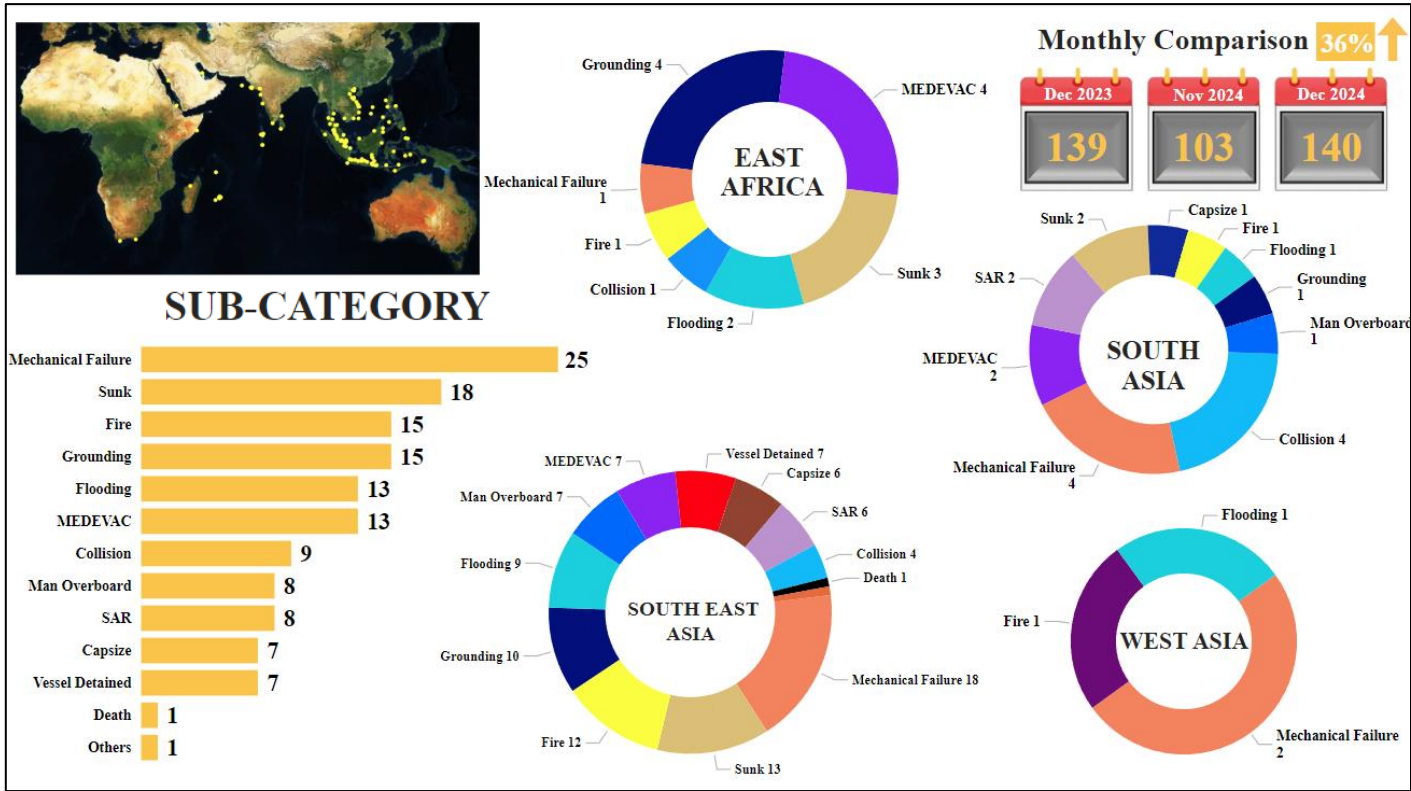 Monthly Comparison 36%
Dec 2023
139
Nov 2024
103
Dec 2024
140
SUB-CATEGORY
Mechanical Failure 25
Sunk 18
Fire 15
Grounding 15
Flooding 13
MEDEVAC 13
Collision 9
Man Overboard 8
SAR 8
Capsize 7
Vessel Detained 7
Death 1
Others 1
EAST
AFRICA
Grounding 4
MEDEVAC 4
Sunk 3
Flooding 2
Collision 1
Fire 1
Mechanical Failure
1
SOUTH
ASIA
Sunk 2
Capsize 1
Fire 1
Flooding 1
Grounding
1
Man Overboard
1
Collision 4
Mechanical Failure
4
MEDEVAC
2
SAR 2
SOUTH EAST
ASIA
MEDEVAC 7
Vessel Detained 7
Capsize 6
SAR 6
Collision 4
Death 1
Mechanical Failure 18
Sunk 13
Fire 12
Grounding 10
Flooding 9
Man Overboard 7
WEST ASIA
Flooding 1
Fire 1
Mechanical Failure
2